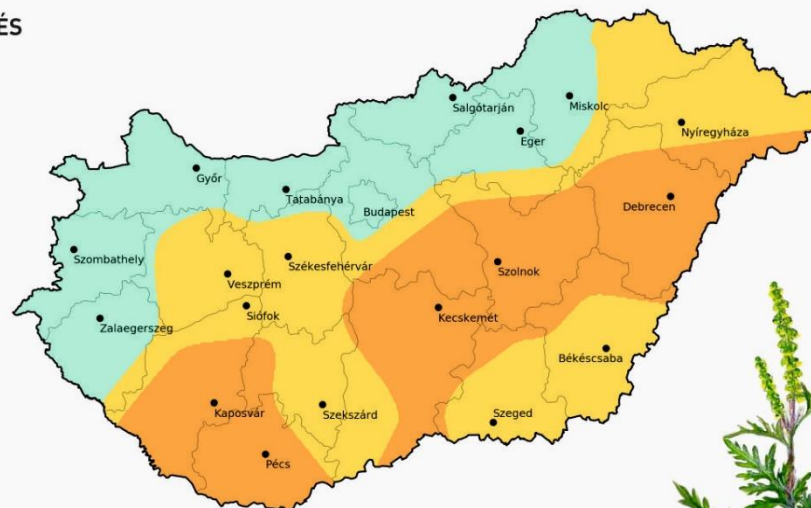 ÉS
Salgótarján
Miskolc
Nyíregyháza
Eger
Győr
Tatabánya
Budapest
Debrecen
Szombathely
Székesfehérvár
Szolnok
Veszprém
Siófok
Kecskemét
Zalaegerszeg
Békéscsaba
Kaposvár
Szekszárd
Szeged
Pécs